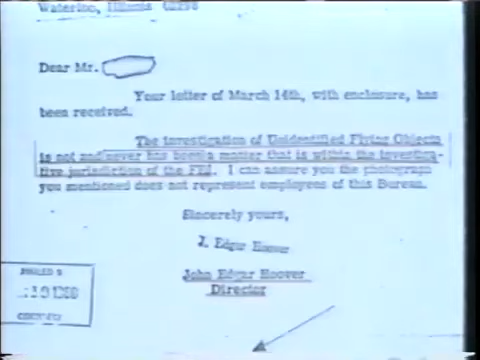 Waterloo, Illinois 62298
Dear Mr.
Your letter of March 14th, with enclosure, has
been received.
The investigation of Unidentified Flying Objects
is not and never has been a matter that is within the investiga-
tive jurisdiction of the FBI. I can assure you the photograph
you mentioned does not represent employees of this Bureau.
Sincerely yours,
J. Edgar Hoover
John Edgar Hoover
Director